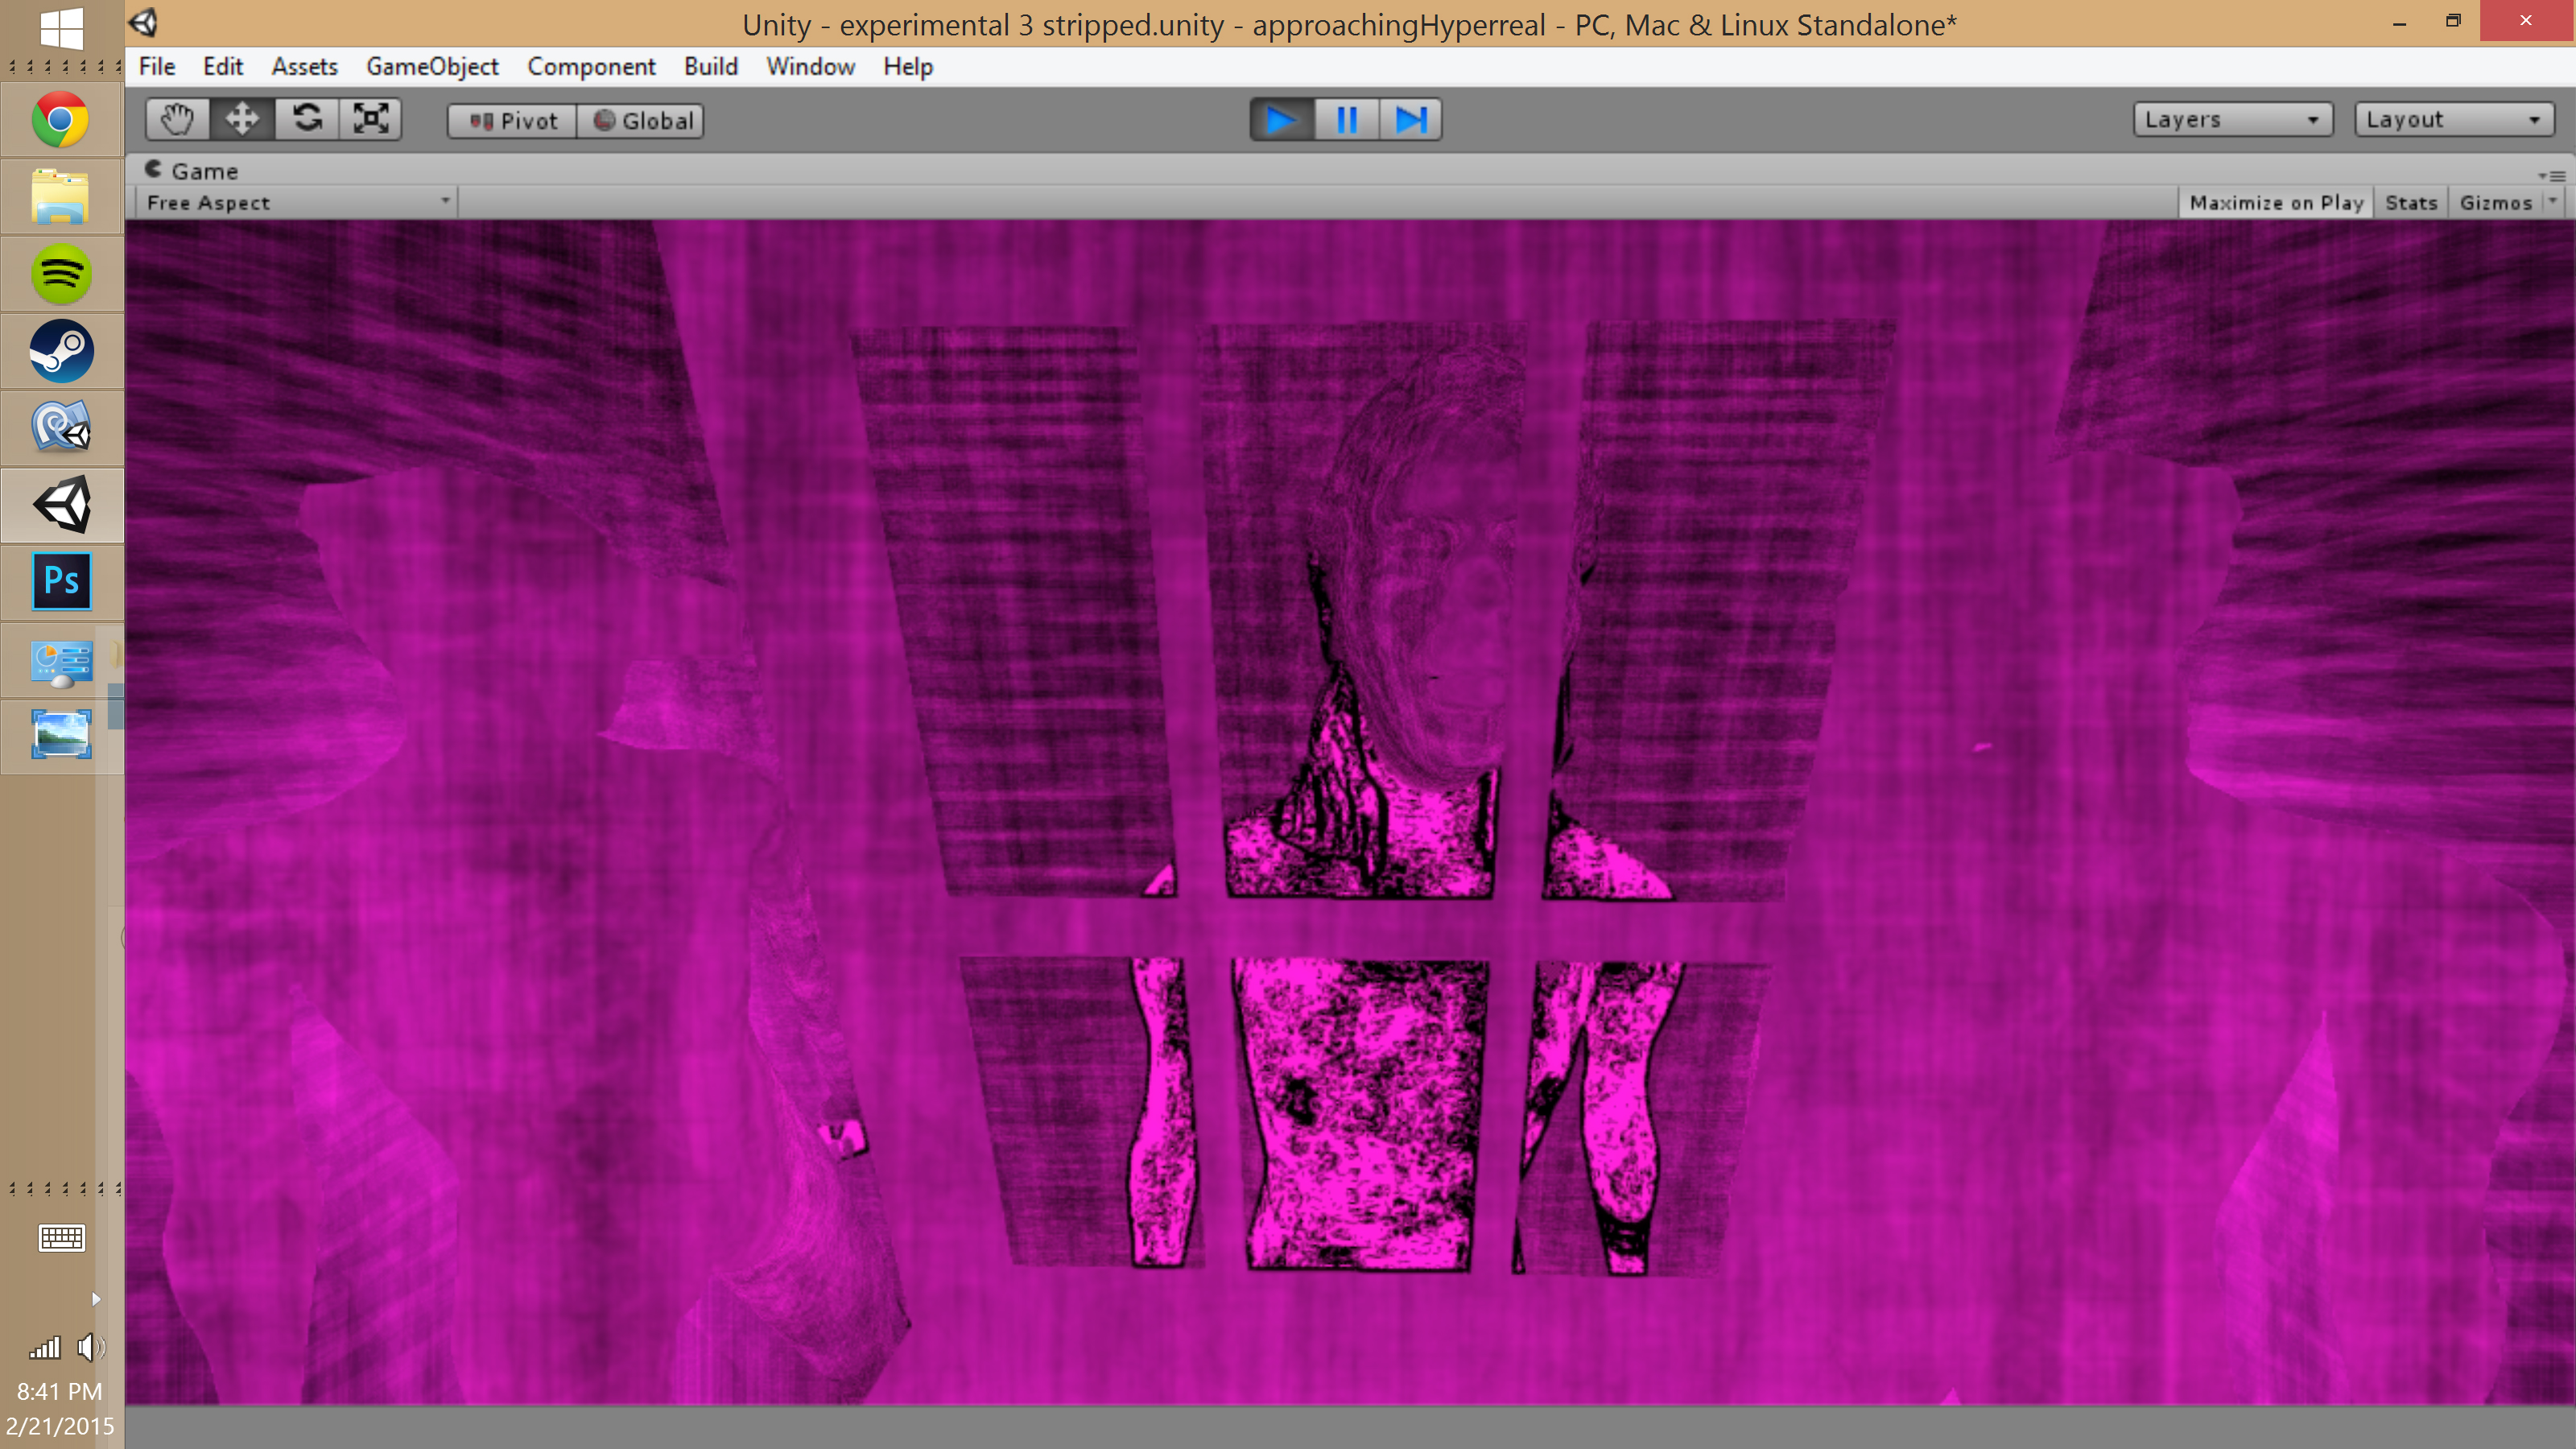 Unity - experimental 3 stripped.unity - approachingHyperreal - PC, Mac & Linux Standalone*
File Edit Assets GameObject Component Build Window Help
Pivot Global Layers Layout
Game
Free Aspect Maximize on Play Stats Gizmos
Ps
8:41 PM
2/21/2015